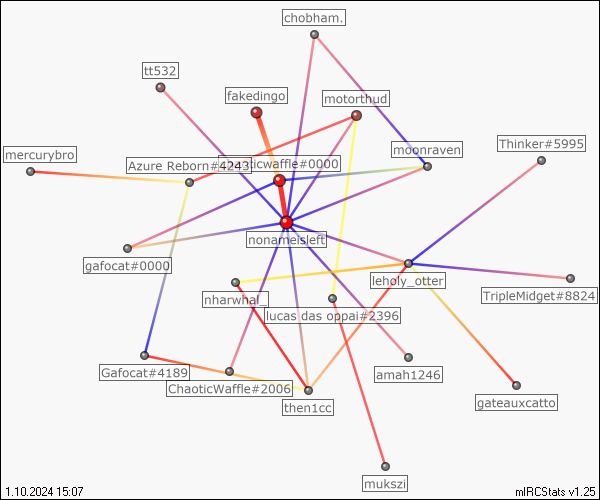 chobham.
tt532
fakedingo
motorthud
Thinker#5995
moonraven
mercurybro
Azure Reborn#4243
ticwaffle#0000
nonameisleft
gafocat#0000
leholy_otter
nharwhal_
TripleMidget#8824
lucas das oppai#2396
Gafocat#4189
amah1246
ChaoticWaffle#2006
gateauxcatto
then1cc
mukszi
1.10.2024 15:07
mIRCStats v1.25